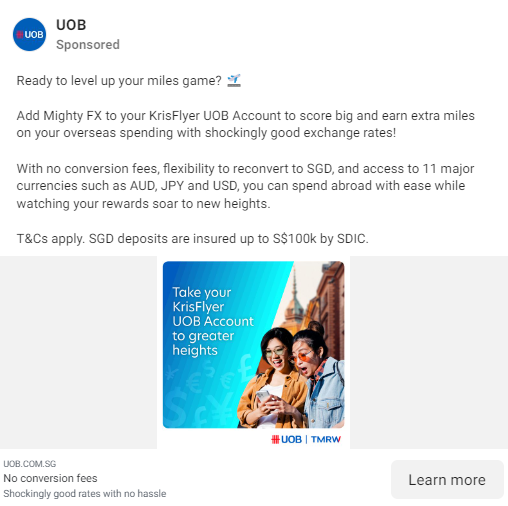 UOB
UOB
Sponsored
Ready to level up your miles game?
Add Mighty FX to your KrisFlyer UOB Account to score big and earn extra miles
on your overseas spending with shockingly good exchange rates!
With no conversion fees, flexibility to reconvert to SGD, and access to 11 major
currencies such as AUD, JPY and USD, you can spend abroad with ease while
watching your rewards soar to new heights.
T&Cs apply. SGD deposits are insured up to S$100k by SDIC.
Take your
KrisFlyer
UOB Account
to greater
heights
UOB | TMRW
UOB.COM.SG
No conversion fees
Shockingly good rates with no hassle
Learn more